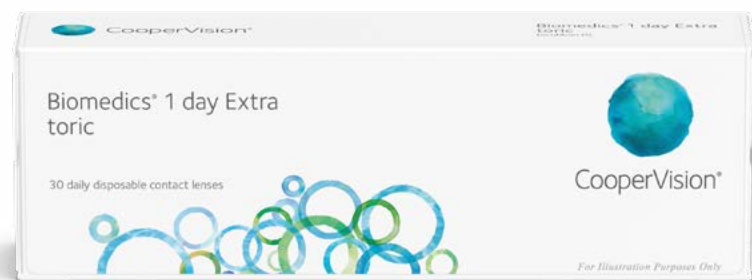 CooperVision®
Biomedics® 1 day Extra
toric
Biomedics® 1 day Extra
toric
30 daily disposable contact lenses
CooperVision®
For Illustration Purposes Only